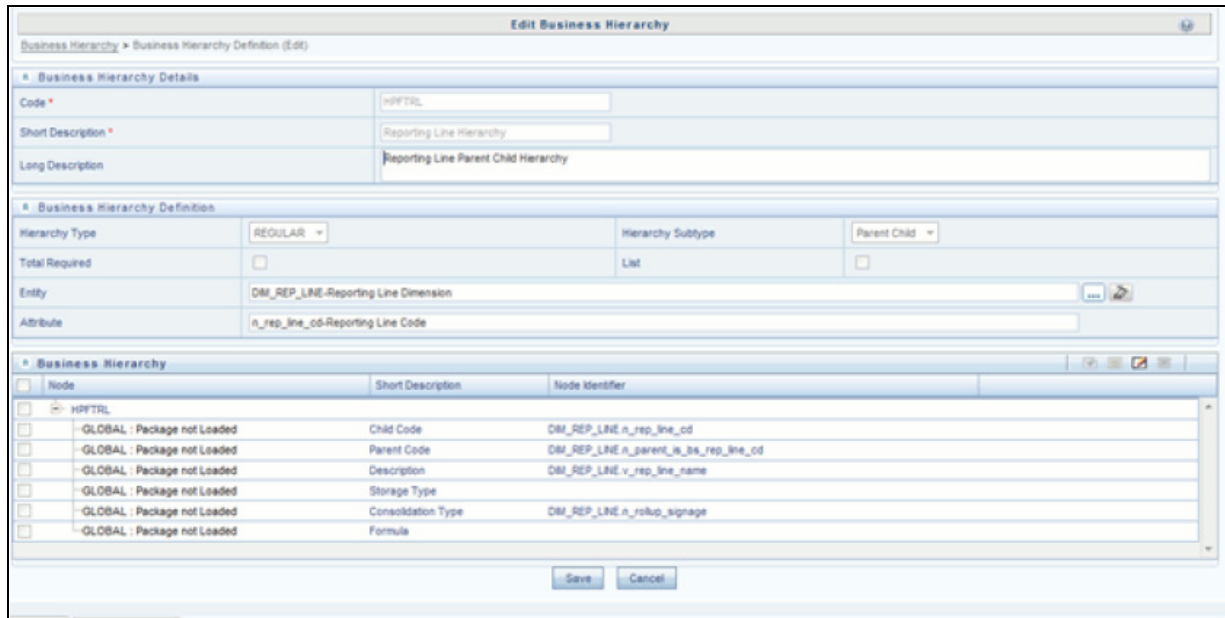 Edit Business Hierarchy
Business Hierarchy > Business Hierarchy Definition (Edit)
Business Hierarchy Details
Code *
HPFTRL
Short Description *
Reporting Line Hierarchy
Long Description
Reporting Line Parent Child Hierarchy
Business Hierarchy Definition
Hierarchy Type
REGULAR
Hierarchy Subtype
Parent Child
Total Required
List
Entity
DIM_REP_LINE-Reporting Line Dimension
...
Attribute
n_rep_line_cd-Reporting Line Code
Business Hierarchy
Node Short Description Node Identifier
HPFTRL
GLOBAL : Package not Loaded Child Code DIM_REP_LINE.n_rep_line_cd
GLOBAL : Package not Loaded Parent Code DIM_REP_LINE.n_parent_is_bs_rep_line_cd
GLOBAL : Package not Loaded Description DIM_REP_LINE.v_rep_line_name
GLOBAL : Package not Loaded Storage Type
GLOBAL : Package not Loaded Consolidation Type DIM_REP_LINE.n_rollup_signage
GLOBAL : Package not Loaded Formula
Save Cancel